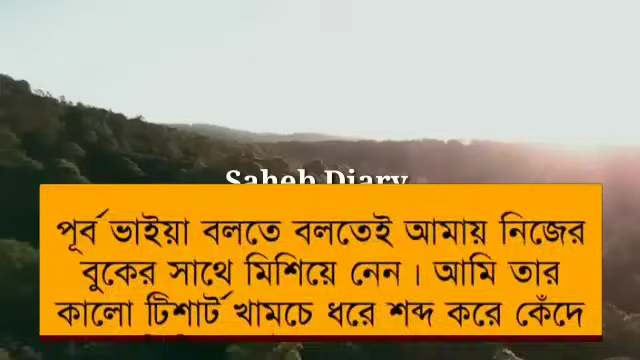 Saheb Diary
পূর্ব ভাইয়া বলতে বলতেই আমায় নিজের
বুকের সাথে মিশিয়ে নেন। আমি তার
কালো টিশার্ট খামচে ধরে শব্দ করে কেঁদে